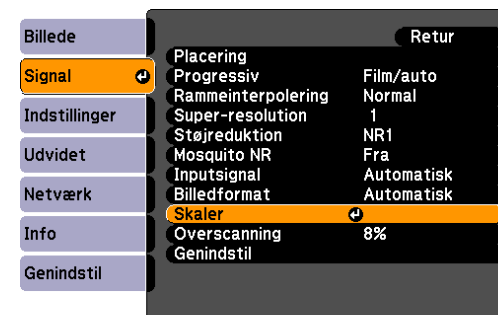 Billede
Signal
Indstillinger
Udvidet
Netværk
Info
Genindstil
Retur
Placering
Progressiv Film/auto
Rammeinterpolering Normal
Super-resolution 1
Støjreduktion NR1
Mosquito NR Fra
Inputsignal Automatisk
Billedformat Automatisk
Skaler
Overscanning 8%
Genindstil